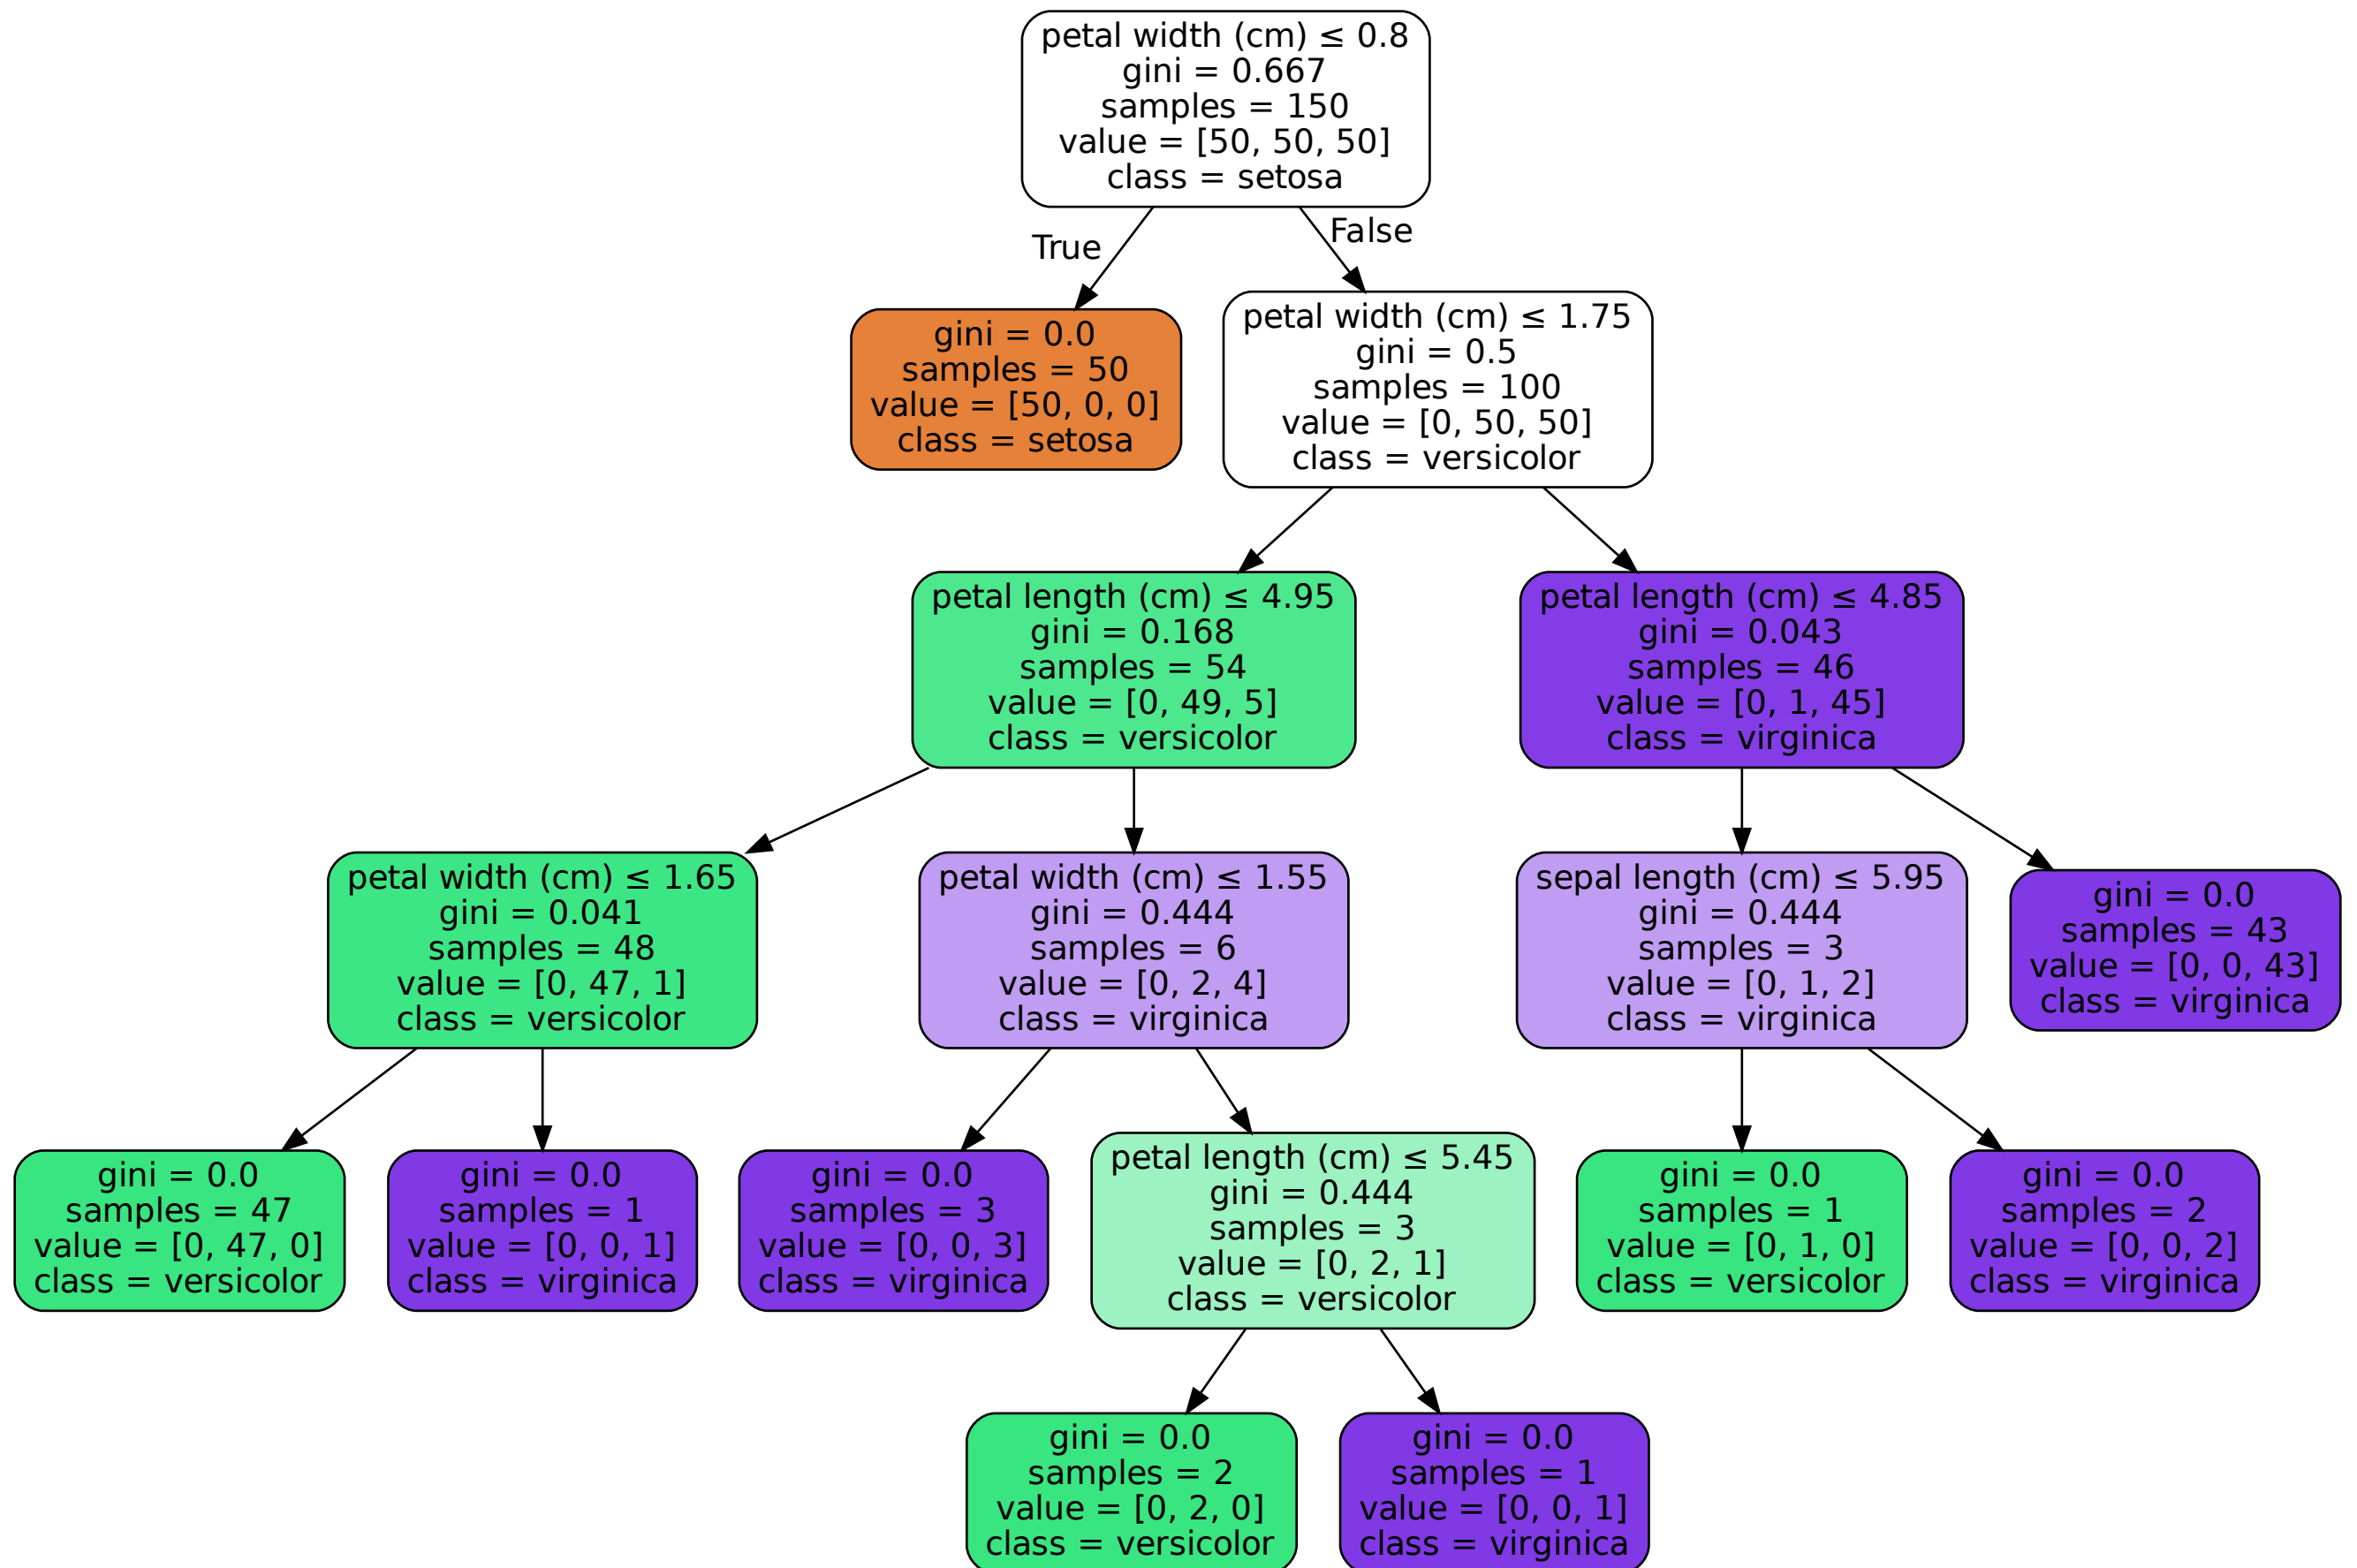 petal width (cm) ≤ 0.8
gini = 0.667
samples = 150
value = [50, 50, 50]
class = setosa
True
False
gini = 0.0
samples = 50
value = [50, 0, 0]
class = setosa
petal width (cm) ≤ 1.75
gini = 0.5
samples = 100
value = [0, 50, 50]
class = versicolor
petal length (cm) ≤ 4.95
gini = 0.168
samples = 54
value = [0, 49, 5]
class = versicolor
petal length (cm) ≤ 4.85
gini = 0.043
samples = 46
value = [0, 1, 45]
class = virginica
petal width (cm) ≤ 1.65
gini = 0.041
samples = 48
value = [0, 47, 1]
class = versicolor
petal width (cm) ≤ 1.55
gini = 0.444
samples = 6
value = [0, 2, 4]
class = virginica
sepal length (cm) ≤ 5.95
gini = 0.444
samples = 3
value = [0, 1, 2]
class = virginica
gini = 0.0
samples = 43
value = [0, 0, 43]
class = virginica
gini = 0.0
samples = 47
value = [0, 47, 0]
class = versicolor
gini = 0.0
samples = 1
value = [0, 0, 1]
class = virginica
gini = 0.0
samples = 3
value = [0, 0, 3]
class = virginica
petal length (cm) ≤ 5.45
gini = 0.444
samples = 3
value = [0, 2, 1]
class = versicolor
gini = 0.0
samples = 1
value = [0, 1, 0]
class = versicolor
gini = 0.0
samples = 2
value = [0, 0, 2]
class = virginica
gini = 0.0
samples = 2
value = [0, 2, 0]
class = versicolor
gini = 0.0
samples = 1
value = [0, 0, 1]
class = virginica